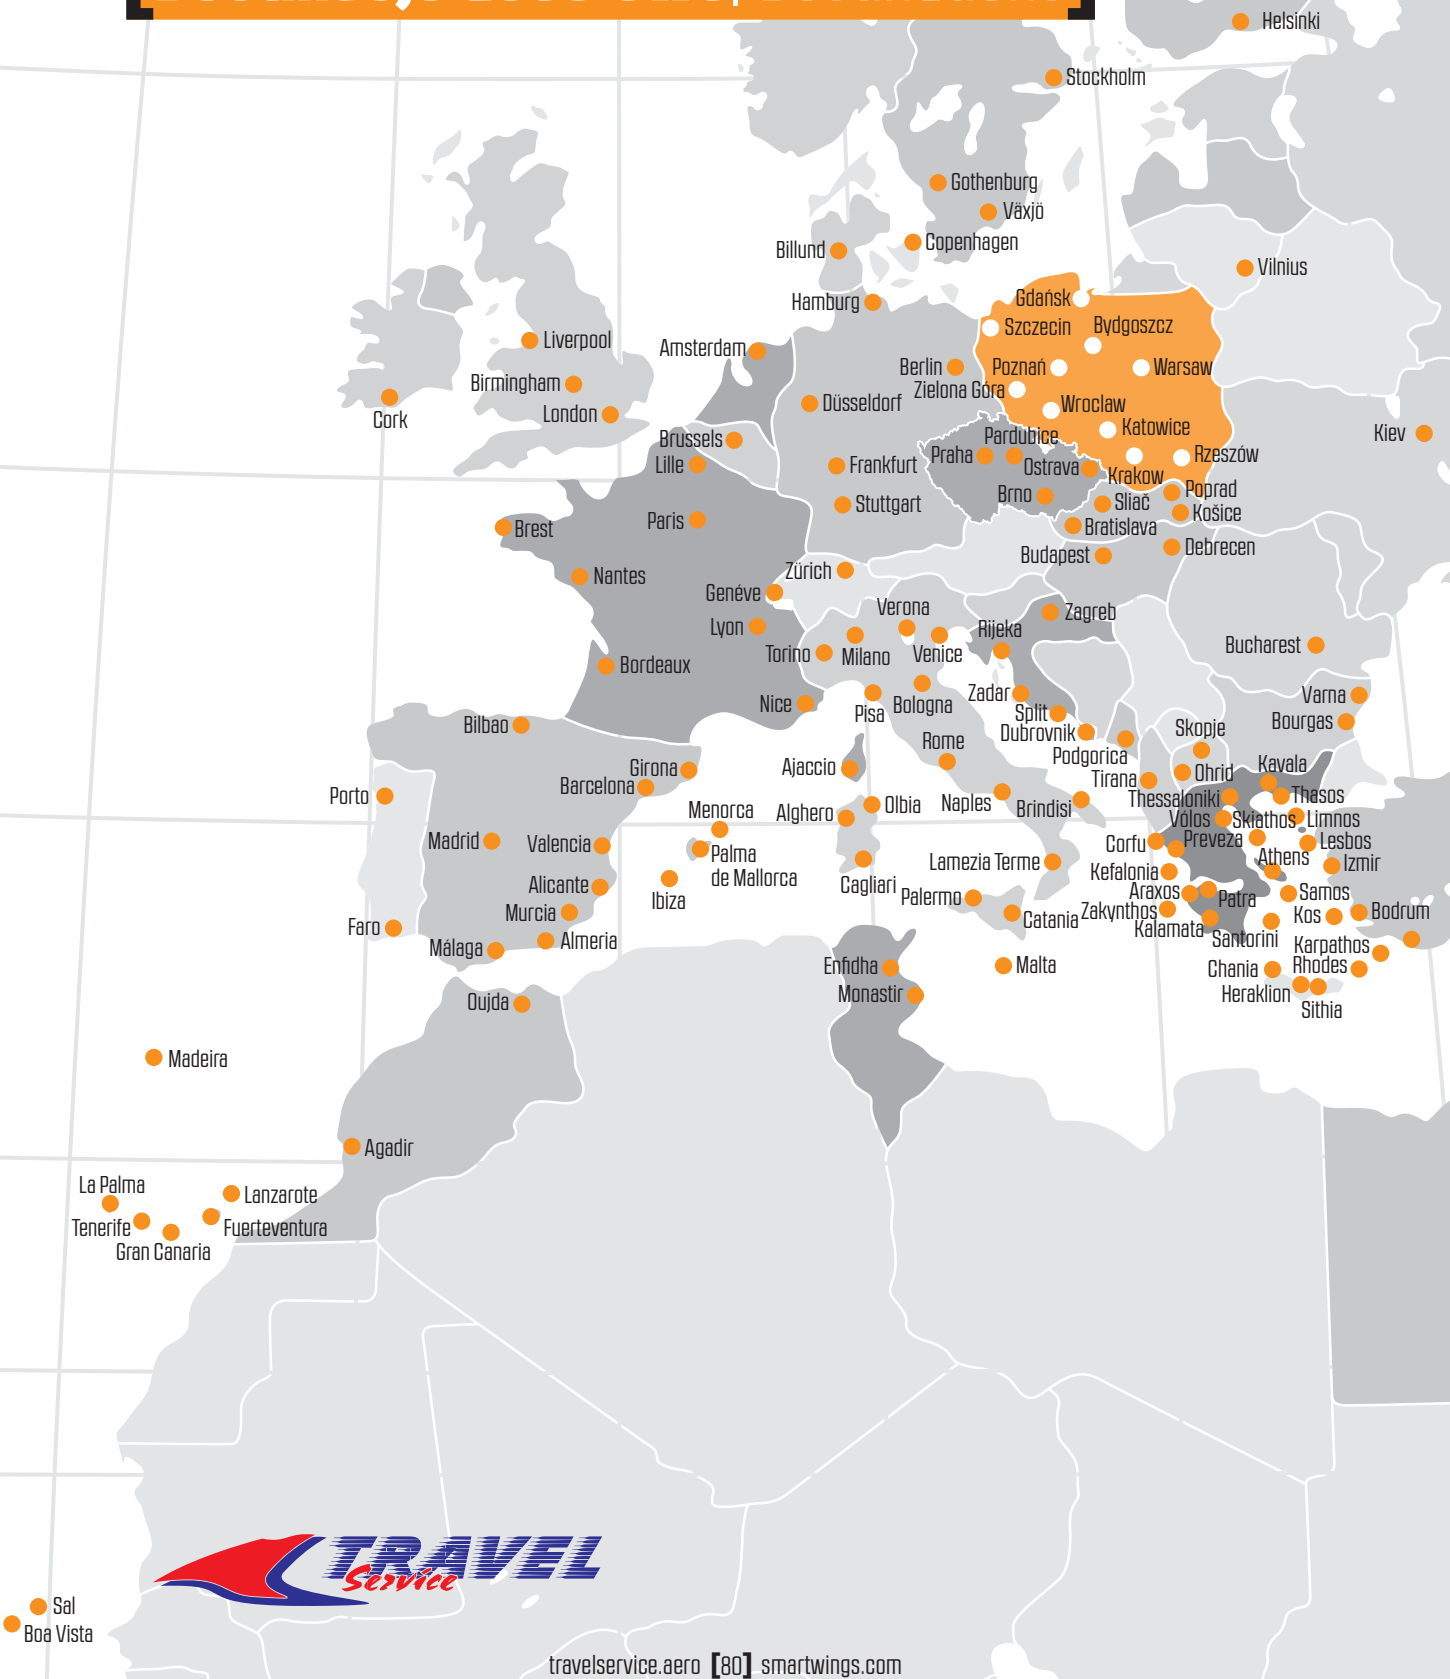 Helsinki
Stockholm
Gothenburg
Växjö
Copenhagen
Billund
Vilnius
Hamburg
Gdańsk
Szczecin
Bydgoszcz
Liverpool
Amsterdam
Berlin
Poznań
Warsaw
Birmingham
Zielona Góra
Düsseldorf
London
Wroclaw
Cork
Katowice
Kiev
Brussels
Pardubice
Praha
Rzeszów
Lille
Frankfurt
Ostrava
Krakow
Brno
Poprad
Stuttgart
Sliač
Košice
Paris
Brest
Bratislava
Budapest
Debrecen
Zürich
Nantes
Genéve
Verona
Zagreb
Lyon
Rijeka
Bucharest
Torino
Milano
Venice
Bordeaux
Zadar
Varna
Nice
Pisa
Bologna
Split
Bourgas
Bilbao
Dubrovnik
Skopje
Rome
Podgorica
Girona
Ajaccio
Kavala
Ohrid
Tirana
Barcelona
Porto
Thessaloniki
Thasos
Naples
Olbia
Brindisi
Menorca
Alghero
Vólos
Skiathos
Limnos
Madrid
Valencia
Corfu
Preveza
Lesbos
Palma
de Mallorca
Athens
Lamezia Terme
Izmir
Kefalonia
Alicante
Cagliari
Araxos
Samos
Ibiza
Palermo
Patra
Murcia
Zakynthos
Kos
Bodrum
Catania
Faro
Kalamata
Santorini
Almeria
Málaga
Karpathos
Enfidha
Malta
Chania
Rhodes
Monastir
Heraklion
Oujda
Sithia
Madeira
Agadir
La Palma
Lanzarote
Tenerife
Fuerteventura
Gran Canaria
TRAVEL
Service
Sal
Boa Vista
travelservice.aero [80] smartwings.com